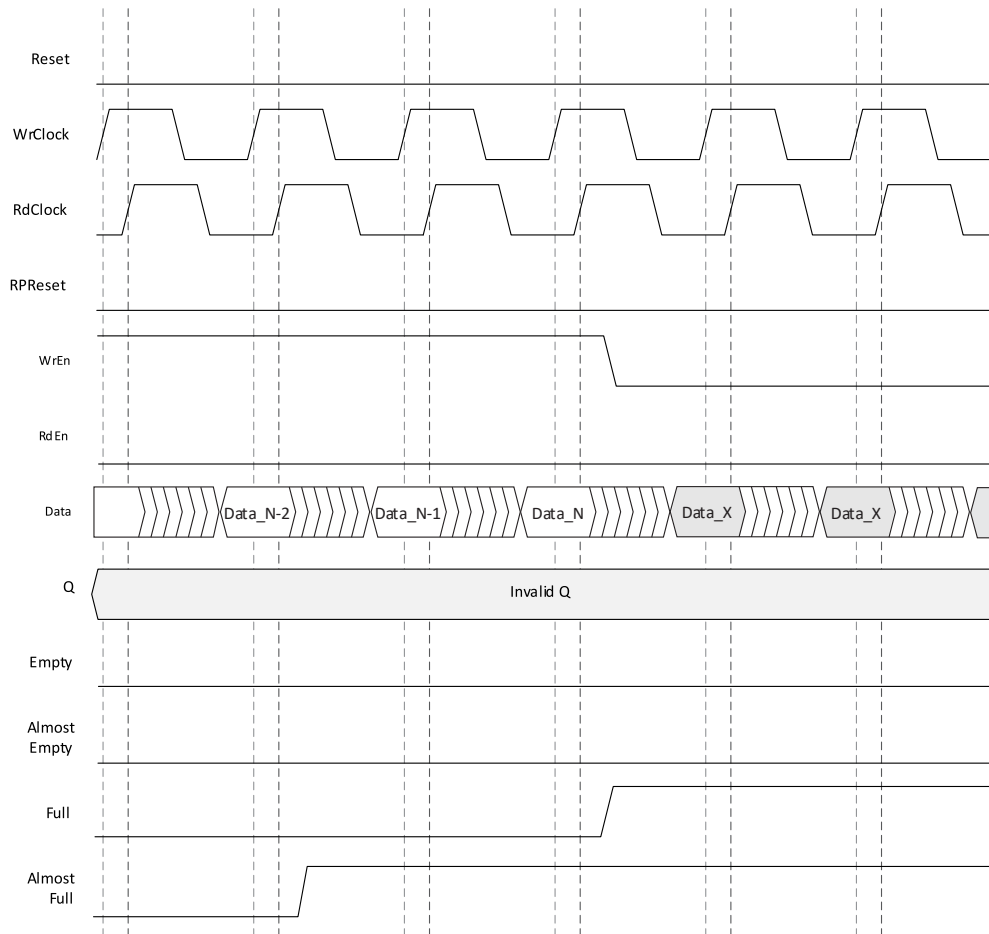 Reset
WrClock
RdClock
RPReset
WrEn
RdEn
Data
Data_N-2
Data_N-1
Data_N
Data_X
Data_X
Q
Invalid Q
Empty
Almost
Empty
Full
Almost
Full